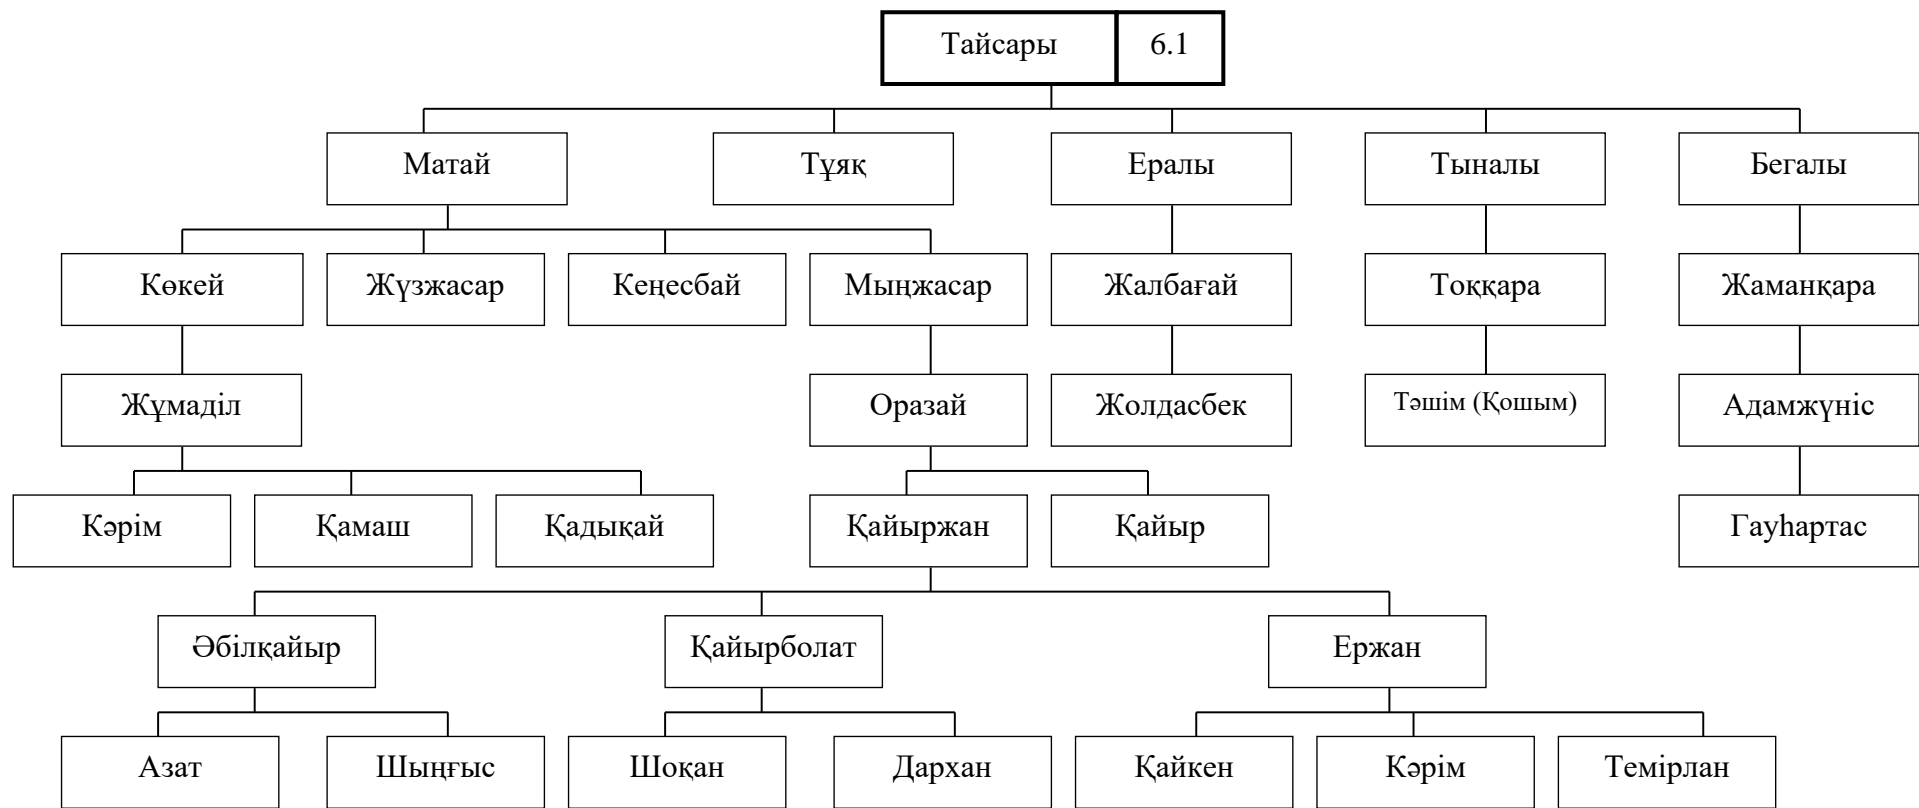 Тайсары 6.1
Матай Тұяқ Ералы Тыналы Бегалы
Көкей Жүзжасар Кеңесбай Мыңжасар Жалбағай Тоққара Жаманқара
Жұмаділ Оразай Жолдасбек Тәшім (Қошым) Адамжүніс
Кәрім Қамаш Қадықай Қайыржан Қайыр Гауһартас
Әбілқайыр Қайырболат Ержан
Азат Шыңғыс Шоқан Дархан Қайкен Кәрім Темірлан